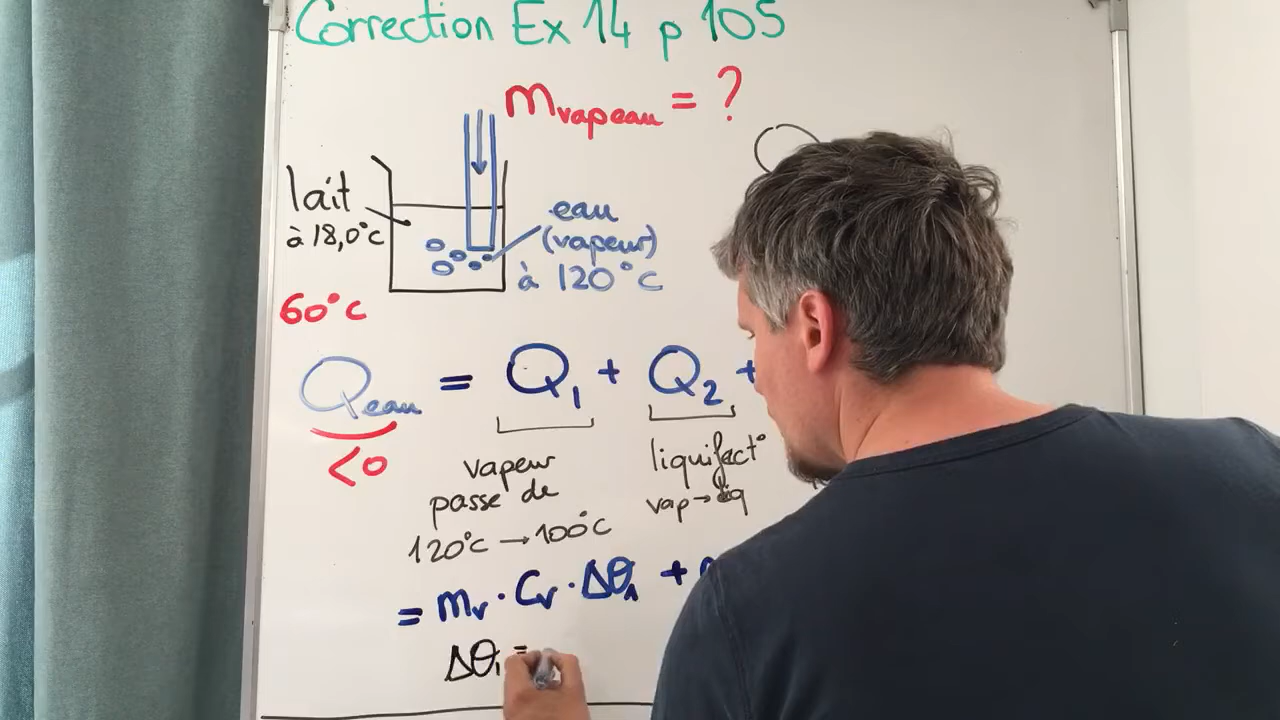 Correction Ex 14 p 105
m vapeau = ?
lait
à 18,0°C
eau
(vapeur)
à 120°C
60°C
Qeau = Q1 + Q2 +
<0
vapeur
passe de
120°C → 100°C
liquifact°
vap → liq
= mv · Cv · Δθ1 +
Δθ1 =